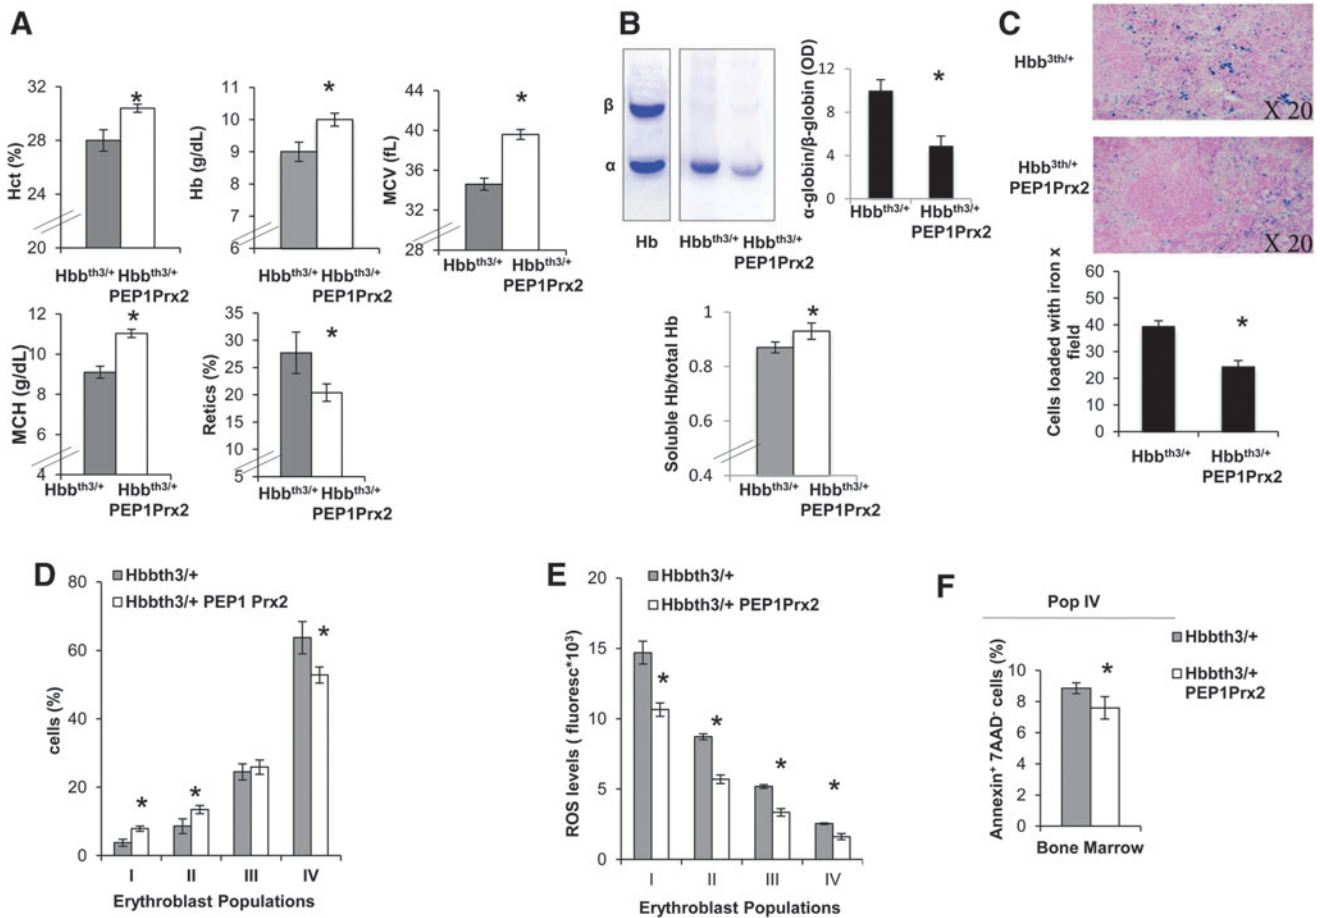 A
Hct (%)
32
28
24
20
*
Hbbth3/+ Hbbth3/+
PEP1Prx2
Hb (g/dL)
11
10
9
8
7
6
*
Hbbth3/+ Hbbth3/+
PEP1Prx2
MCV (fL)
44
40
36
32
28
*
Hbbth3/+ Hbbth3/+
PEP1Prx2
MCH (g/dL)
12
10
8
6
4
*
Hbbth3/+ Hbbth3/+
PEP1Prx2
Retics (%)
35
30
25
20
15
10
5
*
Hbbth3/+ Hbbth3/+
PEP1Prx2
B
β
α
Hb Hbbth3/+ Hbbth3/+
PEP1Prx2
α-globin/β-globin (OD)
12
8
4
0
*
Hbbth3/+ Hbbth3/+
PEP1Prx2
Soluble Hb/total Hb
1
0.8
0.6
0.4
*
Hbbth3/+ Hbbth3/+
PEP1Prx2
C
Hbb3th/+
X 20
Hbb3th/+
PEP1Prx2
X 20
Cells loaded with iron x
field
60
50
40
30
20
10
0
*
Hbbth3/+ Hbbth3/+
PEP1Prx2
D
Hbbth3/+
Hbbth3/+ PEP1 Prx2
cells (%)
80
60
40
20
0
* * *
I II III IV
Erythroblast Populations
E
Hbbth3/+
Hbbth3/+ PEP1Prx2
ROS levels ( fluoresc*103)
20
15
10
5
0
* * * *
I II III IV
Erythroblast Populations
F
Pop IV
Hbbth3/+
Hbbth3/+
PEP1Prx2
Annexin+ 7AAD- cells (%)
10
8
6
4
2
0
*
Bone Marrow